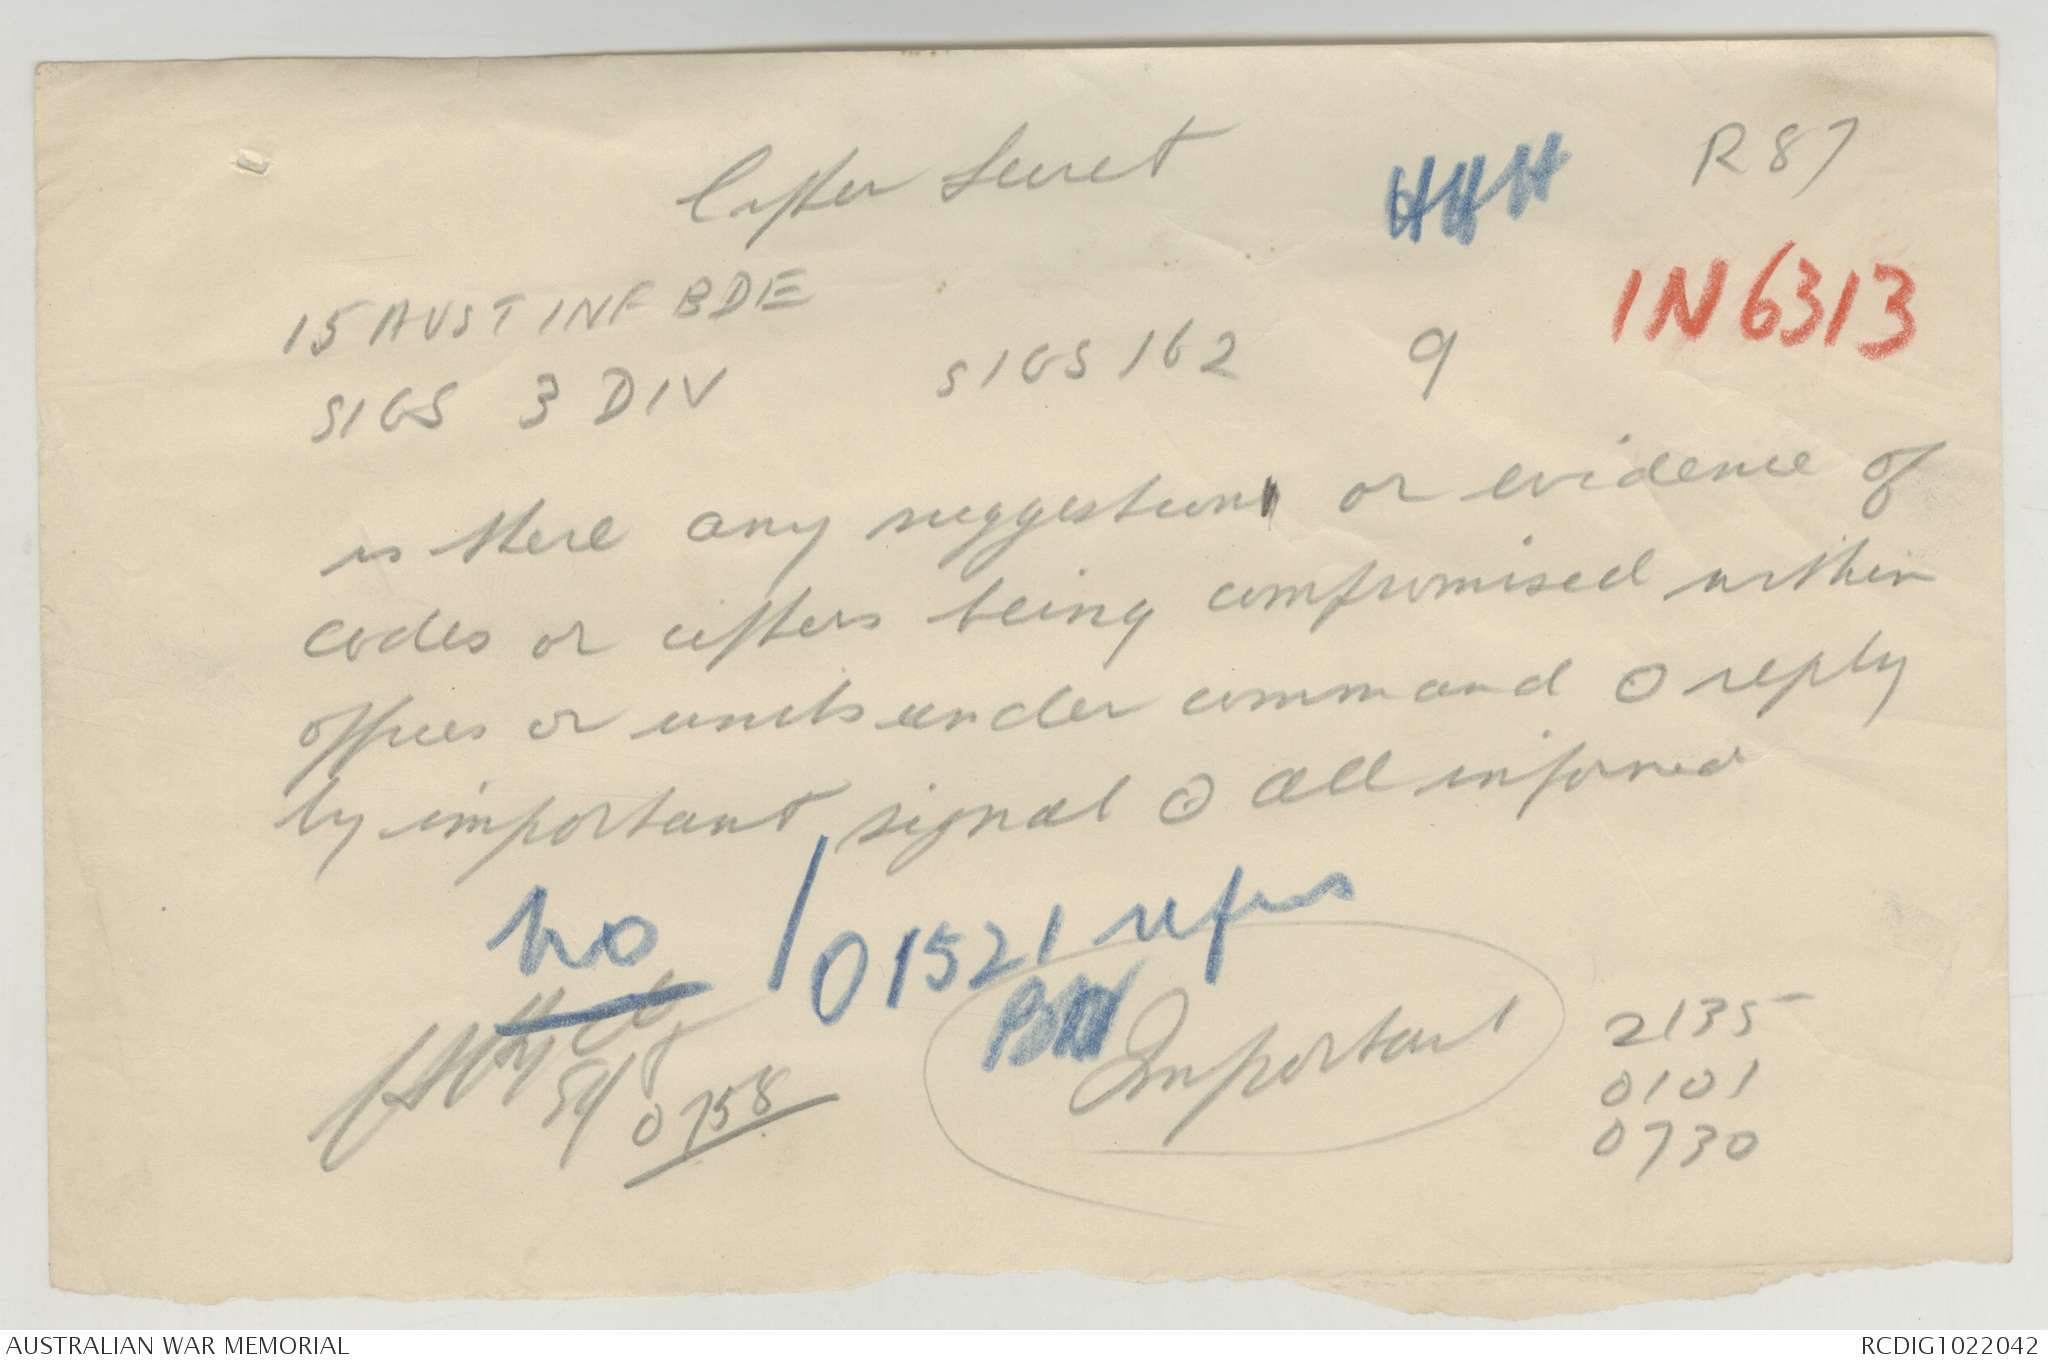 Cipher Secret HHH R87
15 AUST INF BDE IN6313
SIGS 3 DIV SIGS 162 9
is there any suggestion or evidence of
codes or ciphers being compromised within
offices or units under command O reply
by important signal O all informed
No / 01521 refers
BW Important 2135
0101
0758
0730
AUSTRALIAN WAR MEMORIAL RCDIG1022042